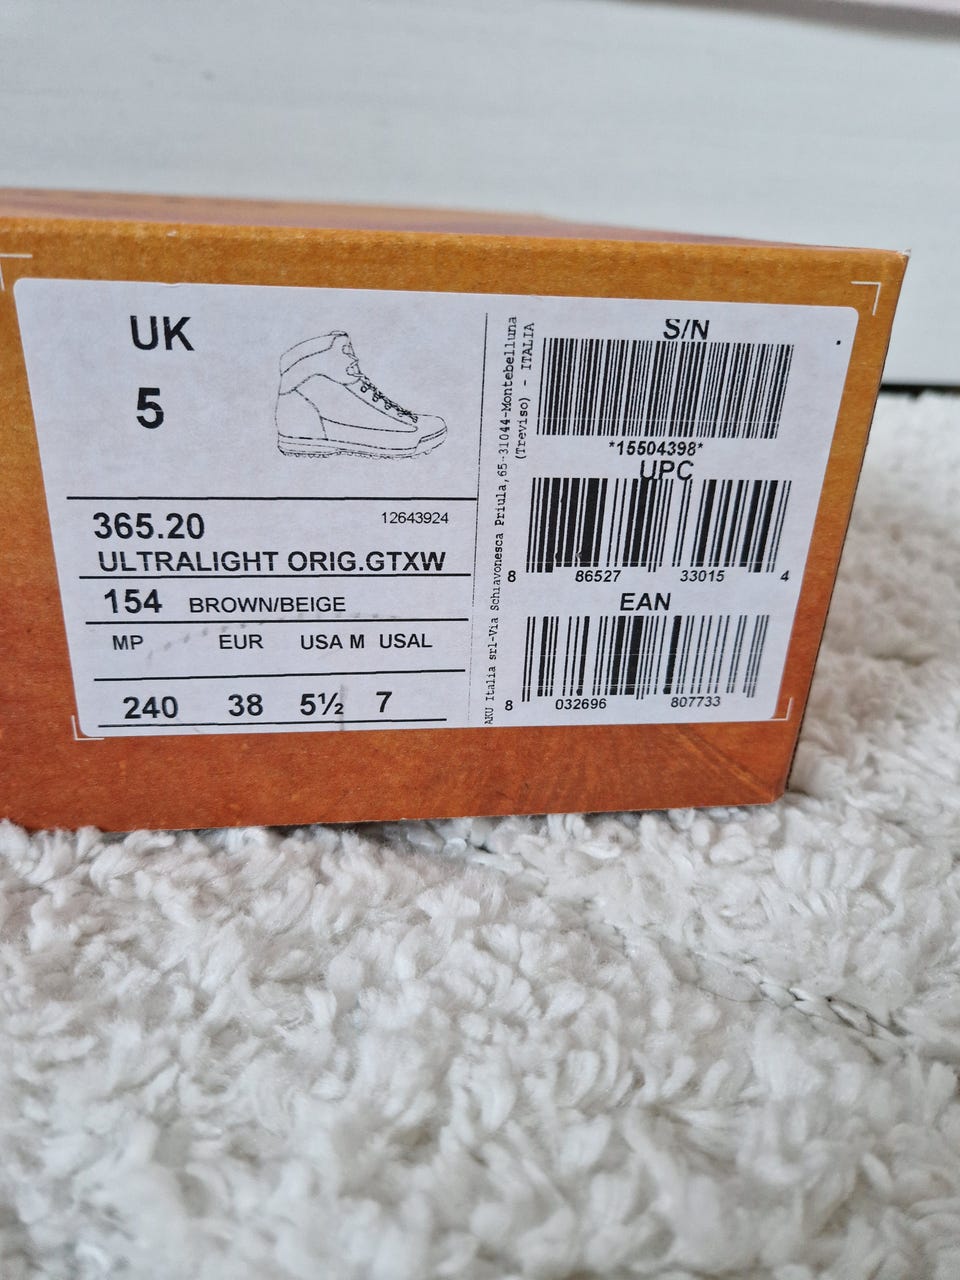 UK
5
365.20
12643924
ULTRALIGHT ORIG.GTXW
154 BROWN/BEIGE
MP EUR USA M USAL
240 38 5½ 7
AKU Italia srl-Via Schiavonesca Priula,65-31044-Montebelluna
(Treviso) - ITALIA
S/N
*15504398*
UPC
8 86527 33015 4
EAN
8 032696 807733